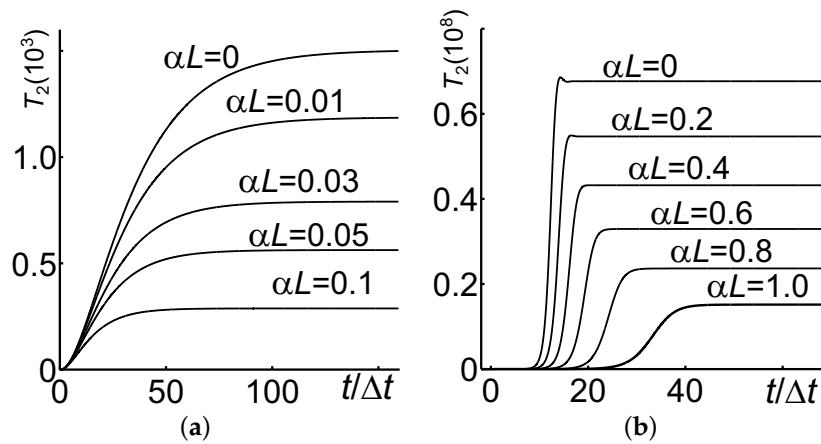 T₂(10³)
αL=0
αL=0.01
1.0
αL=0.03
αL=0.05
0.5
αL=0.1
0
0 50 100 t/Δt
(a)
T₂(10⁸)
αL=0
0.6
αL=0.2
αL=0.4
0.4
αL=0.6
αL=0.8
0.2
αL=1.0
0
0 20 40 t/Δt
(b)